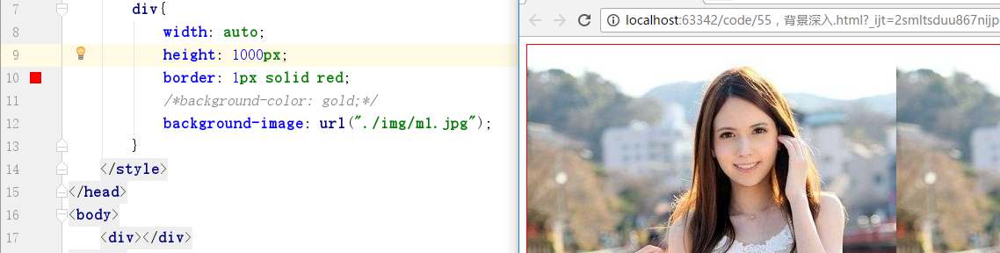 7 div{
8 width: auto;
9 height: 1000px;
10 border: 1px solid red;
11 /*background-color: gold;*/
12 background-image: url("./img/m1.jpg");
13 }
14 </style>
15 </head>
16 <body>
17 <div></div>
localhost:63342/code/55，背景深入.html?_ijt=2smltsduu867nijp